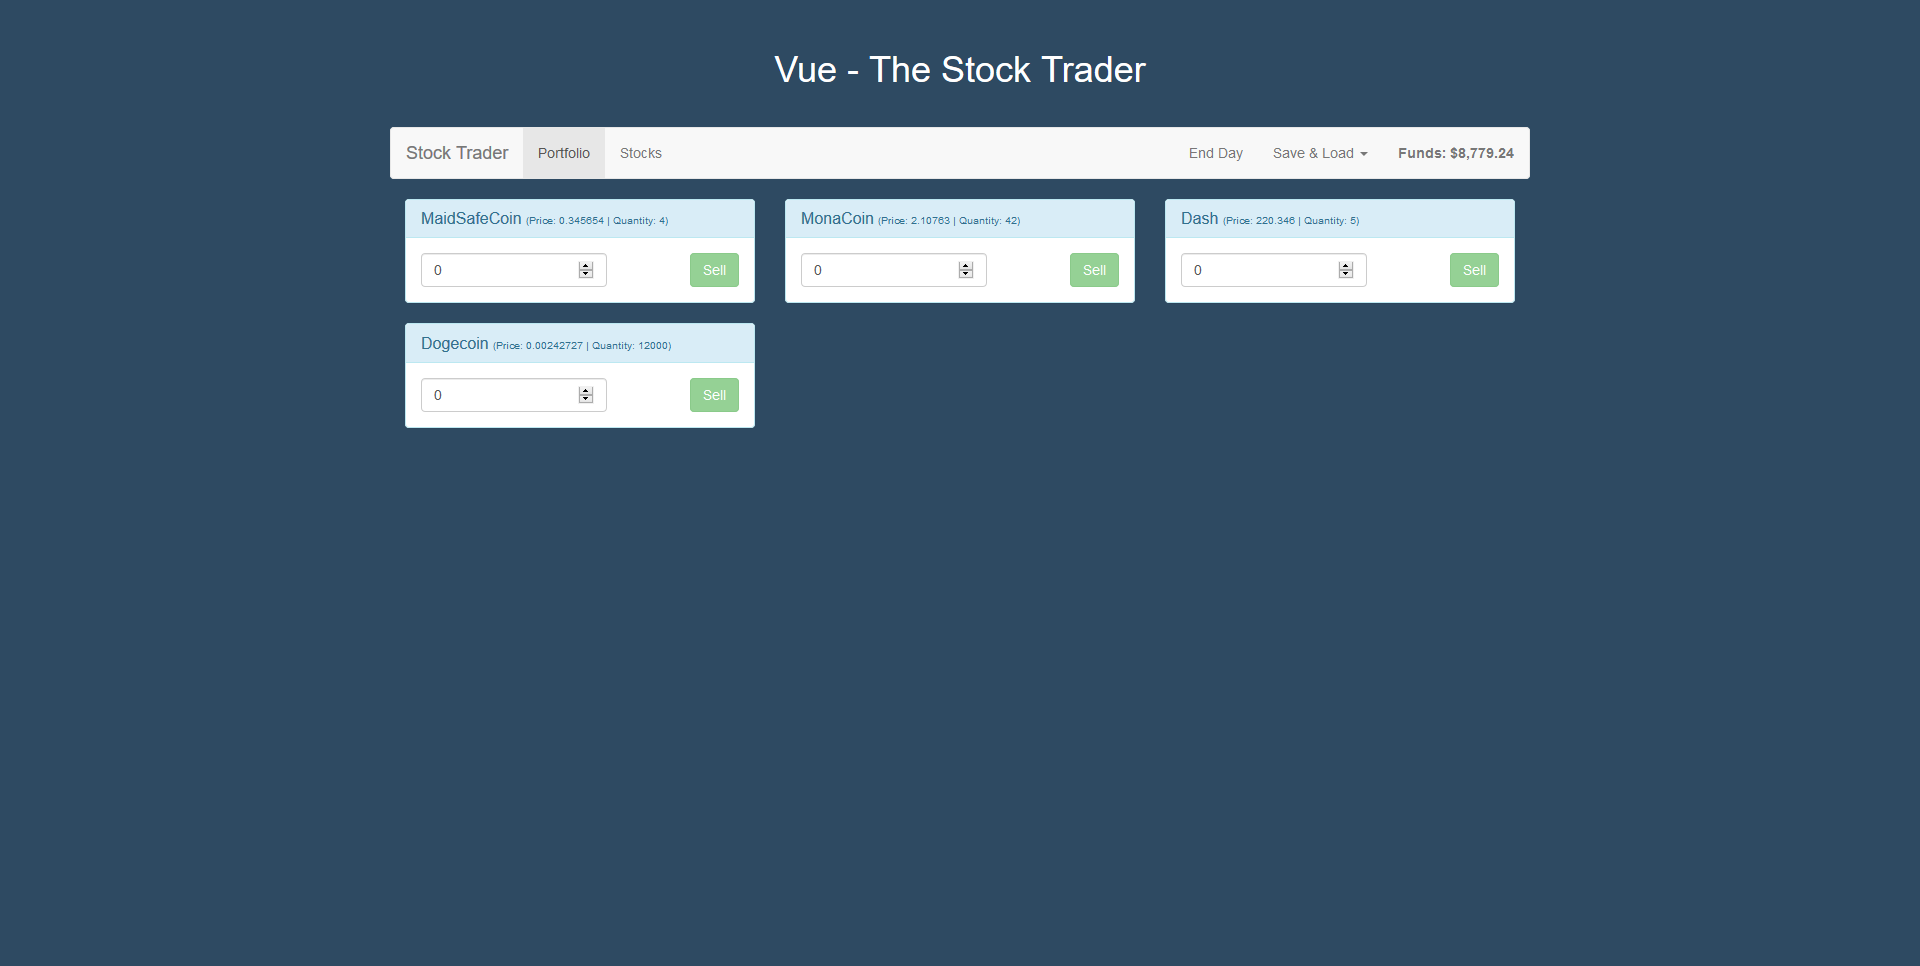 Vue - The Stock Trader
Stock Trader Portfolio Stocks End Day Save & Load Funds: $8,779.24
MaidSafeCoin (Price: 0.345654 | Quantity: 4)
0 Sell
MonaCoin (Price: 2.10763 | Quantity: 42)
0 Sell
Dash (Price: 220.346 | Quantity: 5)
0 Sell
Dogecoin (Price: 0.00242727 | Quantity: 12000)
0 Sell